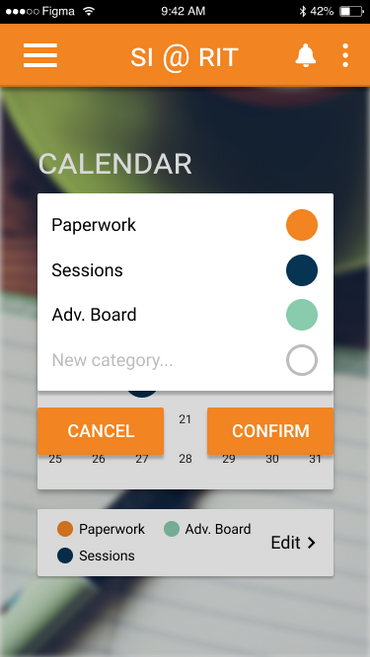 Figma 9:42 AM 42%
SI @ RIT
CALENDAR
Paperwork
Sessions
Adv. Board
New category...
21
CANCEL CONFIRM
25 26 27 28 29 30 31
Paperwork Adv. Board
Edit >
Sessions